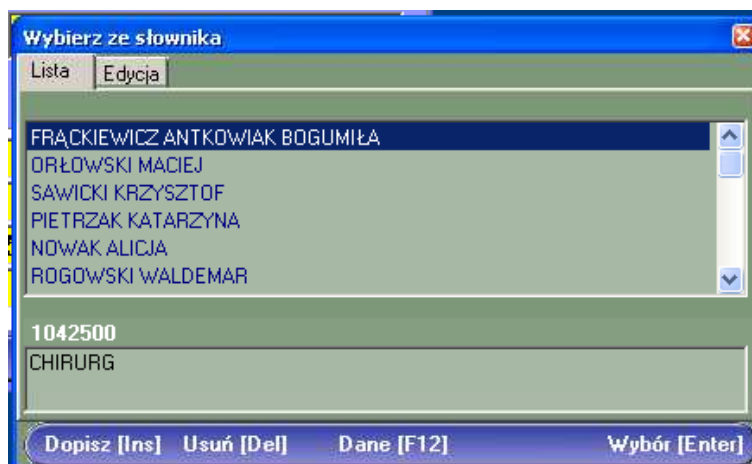 Wybierz ze słownika
Lista Edycja
FRĄCKIEWICZ ANTKOWIAK BOGUMIŁA
ORŁOWSKI MACIEJ
SAWICKI KRZYSZTOF
PIETRZAK KATARZYNA
NOWAK ALICJA
ROGOWSKI WALDEMAR
1042500
CHIRURG
Dopisz [Ins] Usuń [Del] Dane [F12] Wybór [Enter]